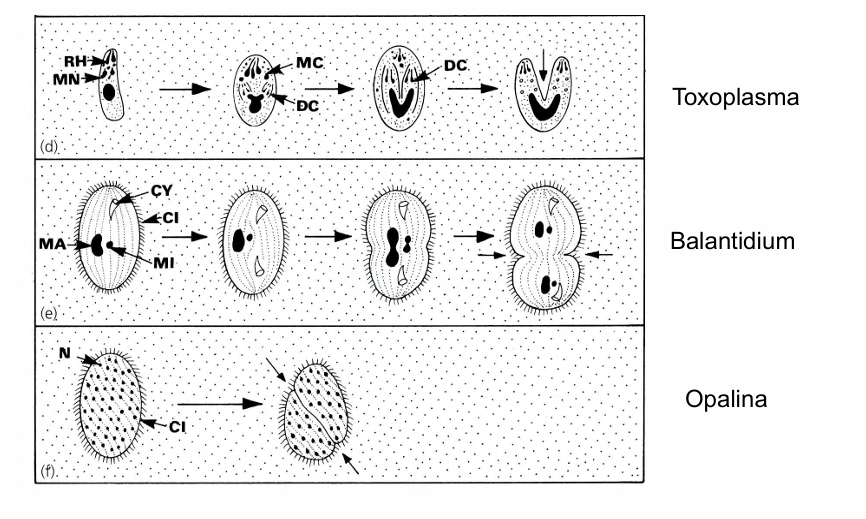 RH
MN
MC
DC
DC
(d)
Toxoplasma
CY
CI
MA
MI
(e)
Balantidium
N
CI
(f)
Opalina